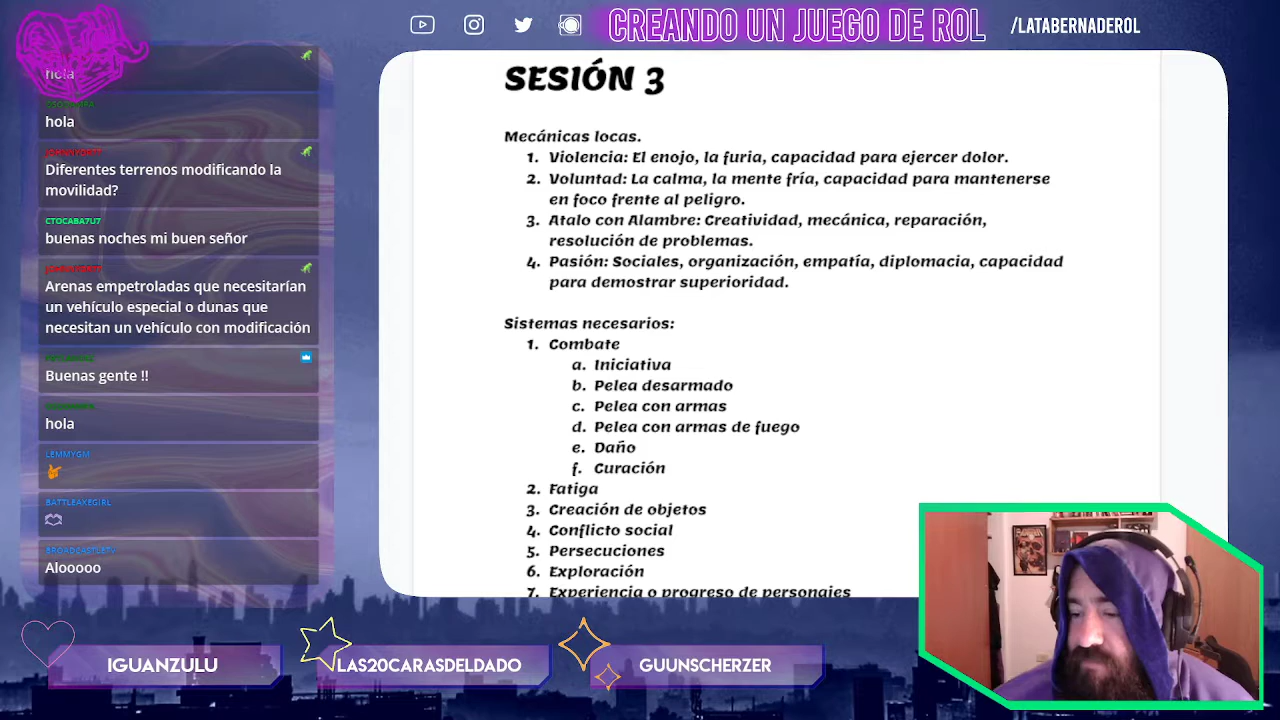 CREANDO UN JUEGO DE ROL
/LATABERNADEROL
hola
hola
Diferentes terrenos modificando la
movilidad?
CTOCABA7U7
buenas noches mi buen señor
Arenas empetroladas que necesitarían
un vehículo especial o dunas que
necesitan un vehículo con modificación
Buenas gente !!
hola
LEMMYGM
BATTLEAXEGIRL
BROADCASTLETV
Alooooo
SESIÓN 3
Mecánicas locas.
1. Violencia: El enojo, la furia, capacidad para ejercer dolor.
2. Voluntad: La calma, la mente fría, capacidad para mantenerse
en foco frente al peligro.
3. Atalo con Alambre: Creatividad, mecánica, reparación,
resolución de problemas.
4. Pasión: Sociales, organización, empatía, diplomacia, capacidad
para demostrar superioridad.
Sistemas necesarios:
1. Combate
a. Iniciativa
b. Pelea desarmado
c. Pelea con armas
d. Pelea con armas de fuego
e. Daño
f. Curación
2. Fatiga
3. Creación de objetos
4. Conflicto social
5. Persecuciones
6. Exploración
7. Experiencia o progreso de personajes
IGUANZULU
LAS20CARASDELDADO
GUUNSCHERZER